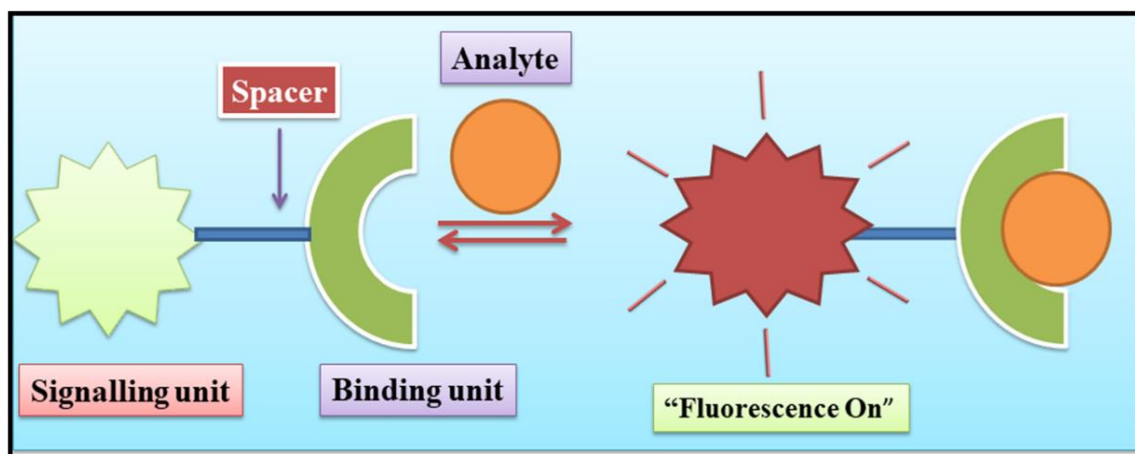 Analyte
Spacer
Signalling unit
Binding unit
“Fluorescence On”